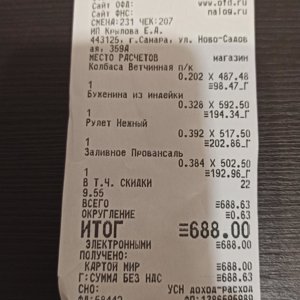 Сайт ОФД: www.ofd.ru
Сайт ФНС: nalog.ru
СМЕНА:231 ЧЕК:207
ИП Крылова Е.А.
443125, г.Самара, ул. Ново-Садов
ая, 359А
МЕСТО РАСЧЕТОВ магазин
Колбаса Ветчинная п/к
0.202 X 487.48
1 ≡98.47_Г
Буженина из индейки
0.328 X 592.50
1 ≡194.34_Г
Рулет Нежный
0.392 X 517.50
1 ≡202.86_Г
Заливное Провансаль
0.384 X 502.50
1 ≡192.96_Г
В Т.Ч. СКИДКИ 22
9.55
ВСЕГО ≡688.63
ОКРУГЛЕНИЕ ≡0.63
ИТОГ ≡688.00
ЭЛЕКТРОННЫМИ ≡688.00
ПОЛУЧЕНО:
КАРТОЙ МИР ≡688.00
Г:СУММА БЕЗ НДС ≡688.63
СНО: УСН доход-расход